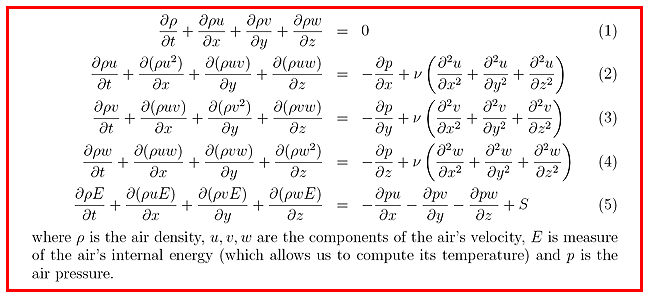 ∂ρ/∂t + ∂ρu/∂x + ∂ρv/∂y + ∂ρw/∂z = 0 (1)
∂ρu/∂t + ∂(ρu²)/∂x + ∂(ρuv)/∂y + ∂(ρuw)/∂z = −∂p/∂x + ν(∂²u/∂x² + ∂²u/∂y² + ∂²u/∂z²) (2)
∂ρv/∂t + ∂(ρuv)/∂x + ∂(ρv²)/∂y + ∂(ρvw)/∂z = −∂p/∂y + ν(∂²v/∂x² + ∂²v/∂y² + ∂²v/∂z²) (3)
∂ρw/∂t + ∂(ρuw)/∂x + ∂(ρvw)/∂y + ∂(ρw²)/∂z = −∂p/∂z + ν(∂²w/∂x² + ∂²w/∂y² + ∂²w/∂z²) (4)
∂ρE/∂t + ∂(ρuE)/∂x + ∂(ρvE)/∂y + ∂(ρwE)/∂z = −∂pu/∂x − ∂pv/∂y − ∂pw/∂z + S (5)
where ρ is the air density, u, v, w are the components of the air's velocity, E is measure
of the air's internal energy (which allows us to compute its temperature) and p is the
air pressure.